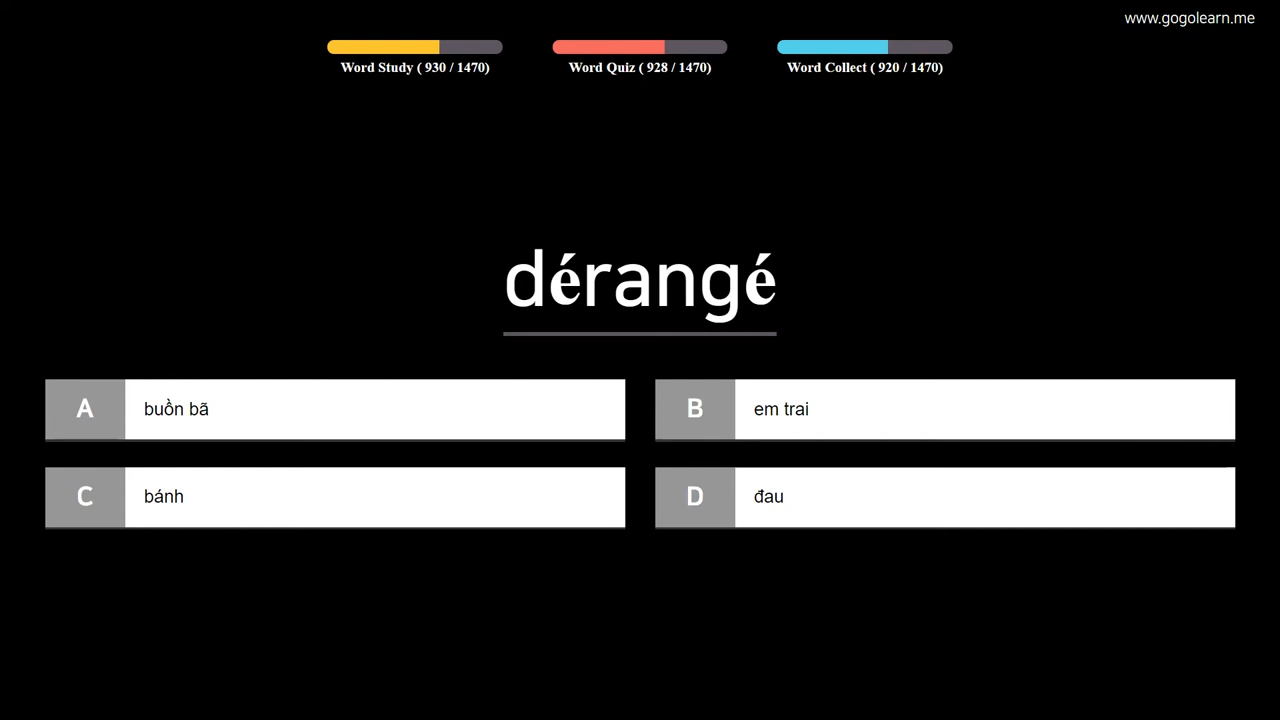 www.gogolearn.me
Word Study ( 930 / 1470)
Word Quiz ( 928 / 1470)
Word Collect ( 920 / 1470)
dérangé
A buồn bã
B em trai
C bánh
D đau